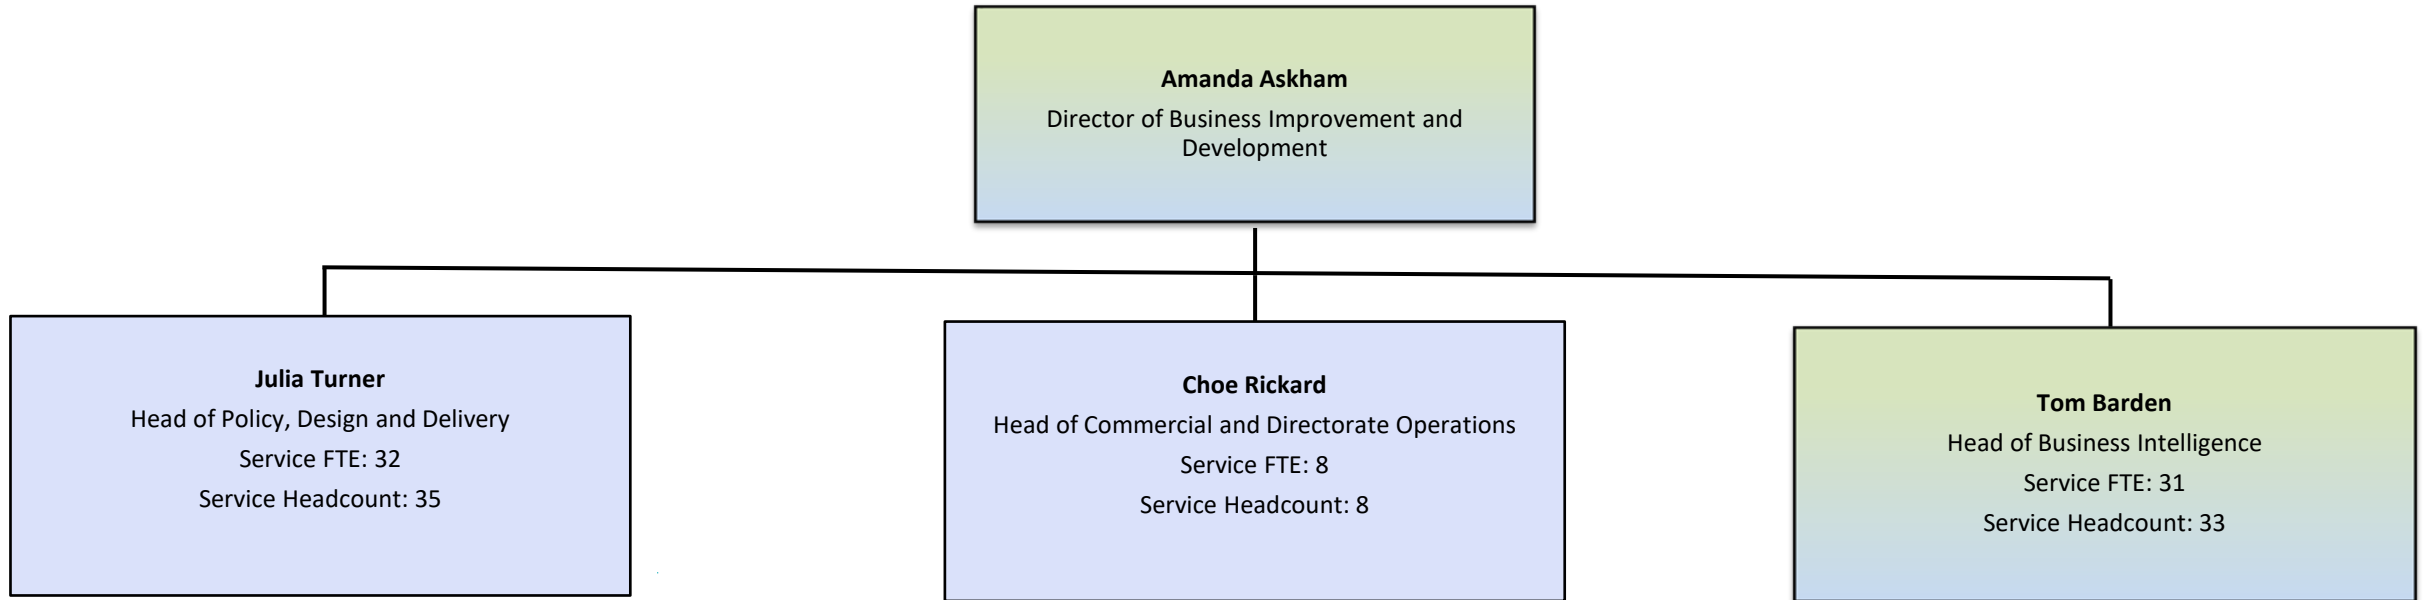 Amanda Askham
Director of Business Improvement and
Development
Julia Turner
Head of Policy, Design and Delivery
Service FTE: 32
Service Headcount: 35
Choe Rickard
Head of Commercial and Directorate Operations
Service FTE: 8
Service Headcount: 8
Tom Barden
Head of Business Intelligence
Service FTE: 31
Service Headcount: 33